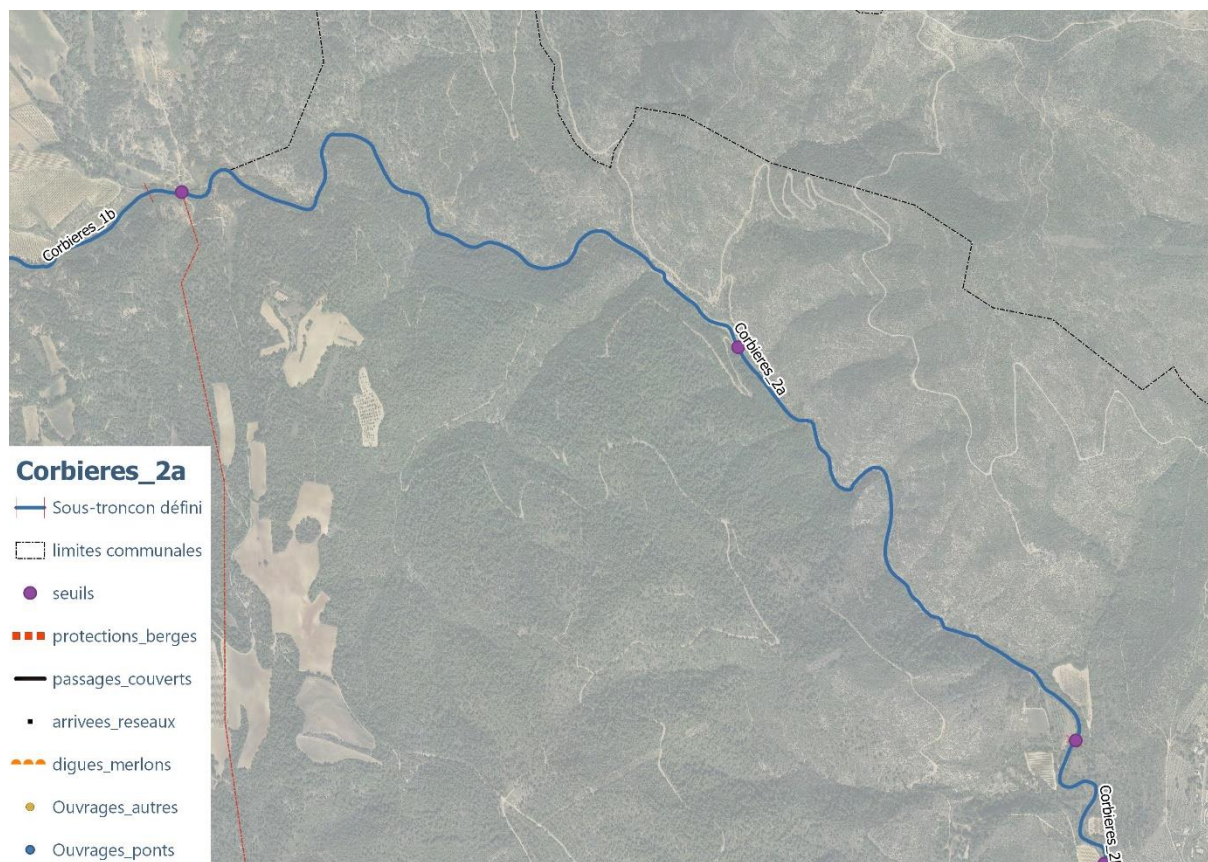 Corbieres_1b
Corbieres_2a
Corbieres_2a
Sous-troncon défini
limites communales
seuils
protections_berges
passages_couverts
arrivees_reseaux
digues_merlons
Ouvrages_autres
Ouvrages_ponts